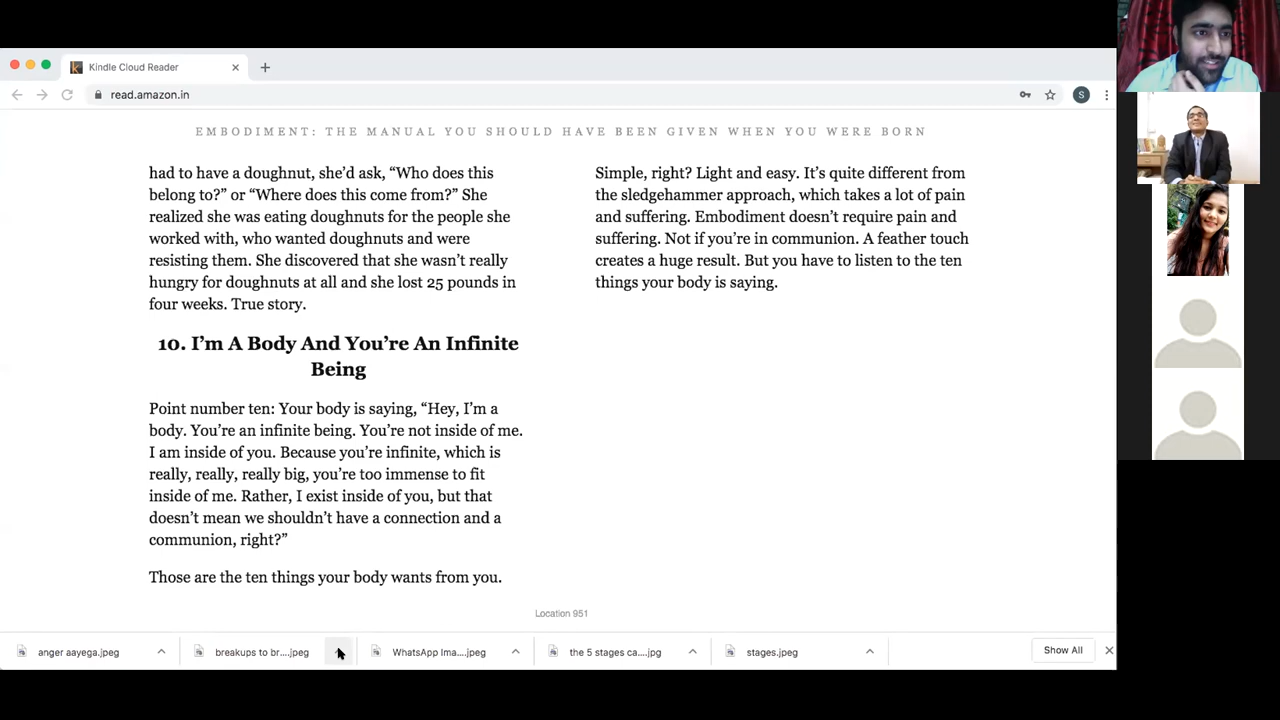 Kindle Cloud Reader
read.amazon.in
S
EMBODIMENT: THE MANUAL YOU SHOULD HAVE BEEN GIVEN WHEN YOU WERE BORN
had to have a doughnut, she’d ask, “Who does this
belong to?” or “Where does this come from?” She
realized she was eating doughnuts for the people she
worked with, who wanted doughnuts and were
resisting them. She discovered that she wasn’t really
hungry for doughnuts at all and she lost 25 pounds in
four weeks. True story.
10. I’m A Body And You’re An Infinite
Being
Point number ten: Your body is saying, “Hey, I’m a
body. You’re an infinite being. You’re not inside of me.
I am inside of you. Because you’re infinite, which is
really, really, really big, you’re too immense to fit
inside of me. Rather, I exist inside of you, but that
doesn’t mean we shouldn’t have a connection and a
communion, right?”
Those are the ten things your body wants from you.
Simple, right? Light and easy. It’s quite different from
the sledgehammer approach, which takes a lot of pain
and suffering. Embodiment doesn’t require pain and
suffering. Not if you’re in communion. A feather touch
creates a huge result. But you have to listen to the ten
things your body is saying.
Location 951
anger aayega.jpeg
breakups to br....jpeg
WhatsApp Ima....jpeg
the 5 stages ca....jpg
stages.jpeg
Show All